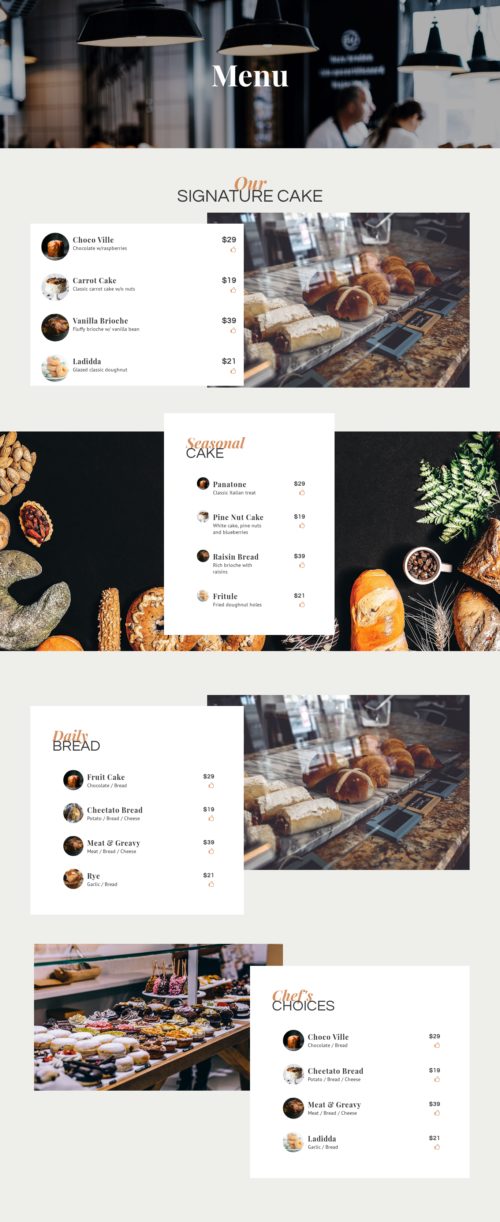 Menu
Our
SIGNATURE CAKE
Choco Ville $29
Chocolate w/raspberries
Carrot Cake $19
Classic carrot cake w/o nuts
Vanilla Brioche $39
Fluffy brioche w/ vanilla bean
Ladidda $21
Glazed classic doughnut
Seasonal
CAKE
Panatone $29
Classic Italian treat
Pine Nut Cake $19
White cake, pine nuts
and blueberries
Raisin Bread $39
Rich brioche with
raisins
Fritule $21
Fried doughnut holes
Daily
BREAD
Fruit Cake $29
Chocolate / Bread
Cheetato Bread $19
Potato / Bread / Cheese
Meat & Greavy $39
Meat / Bread / Cheese
Rye $21
Garlic / Bread
Chef's
CHOICES
Choco Ville $29
Chocolate / Bread
Cheetato Bread $19
Potato / Bread / Cheese
Meat & Greavy $39
Meat / Bread / Cheese
Ladidda $21
Garlic / Bread